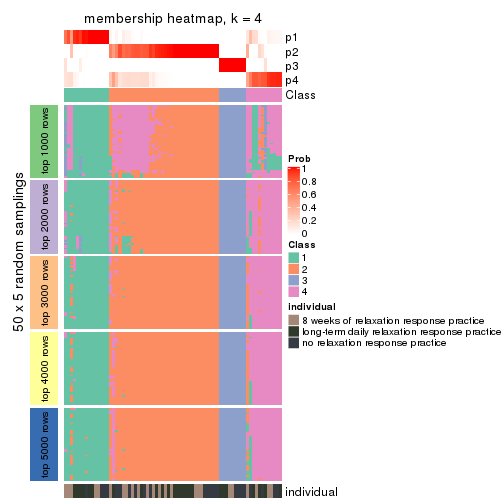 membership heatmap, k = 4
p1
p2
p3
p4
Class
50 x 5 random samplings
top 1000 rows
top 2000 rows
top 3000 rows
top 4000 rows
top 5000 rows
Prob
1
0.8
0.6
0.4
0.2
0
Class
1
2
3
4
individual
8 weeks of relaxation response practice
long-term daily relaxation response practice
no relaxation response practice
individual